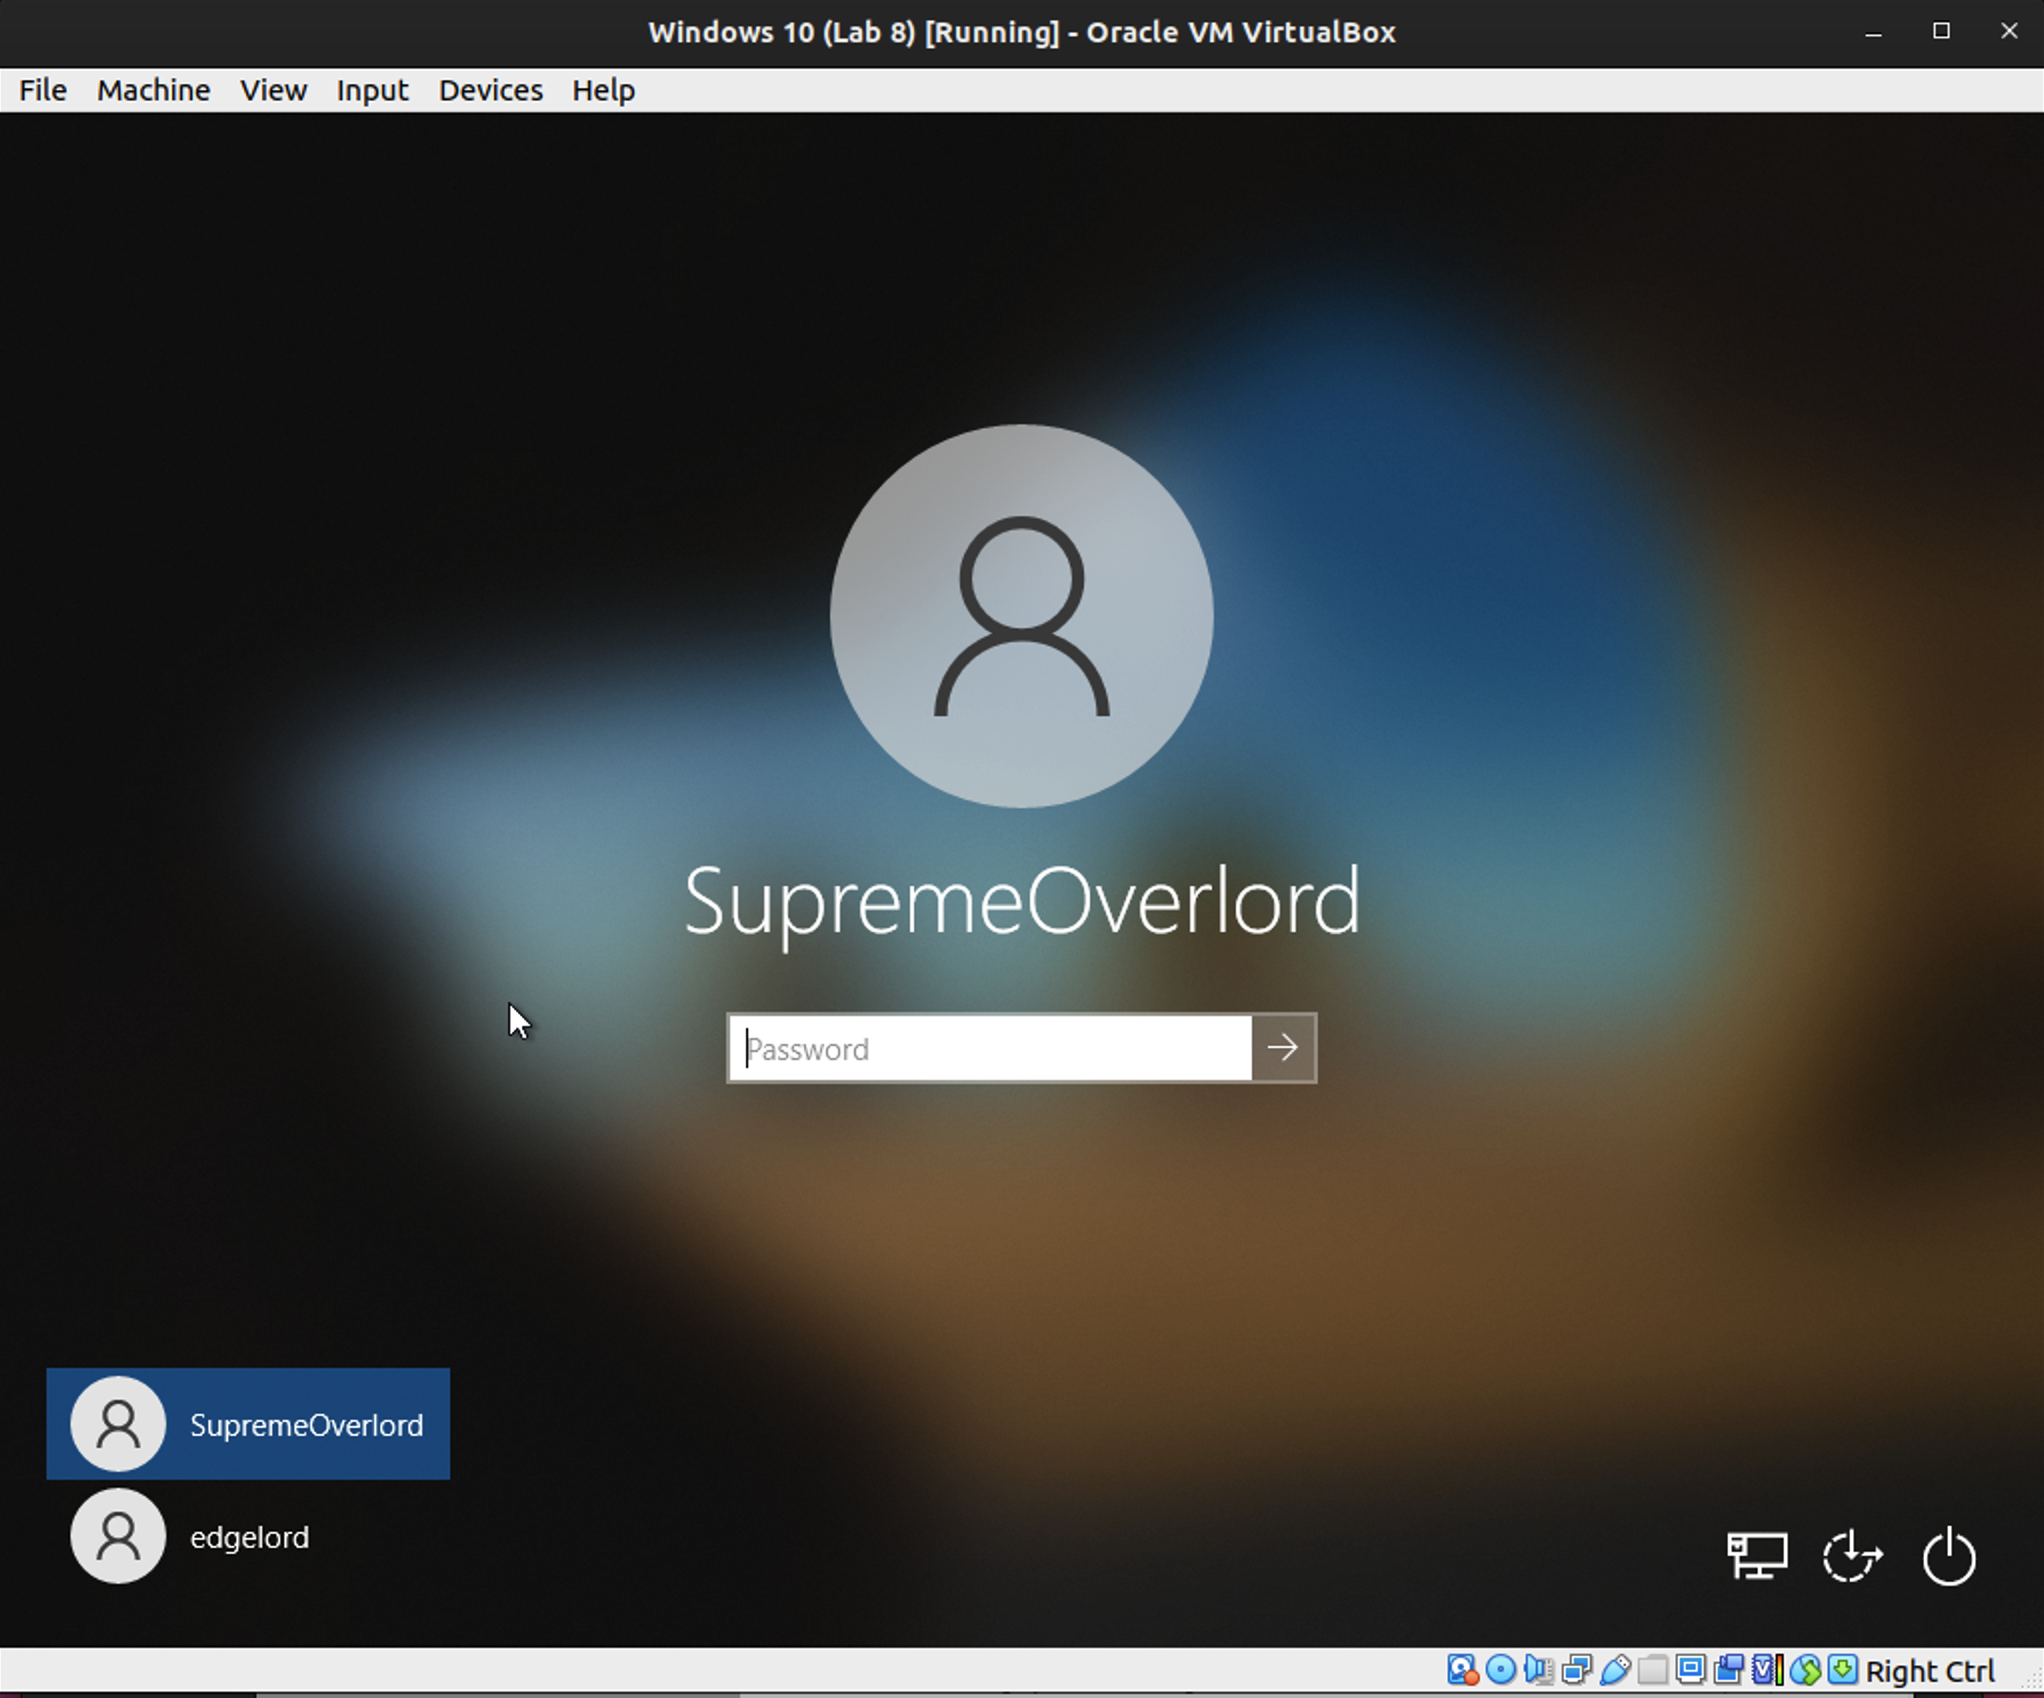 Windows 10 (Lab 8) [Running] - Oracle VM VirtualBox
File Machine View Input Devices Help
SupremeOverlord
Password
SupremeOverlord
edgelord
Right Ctrl